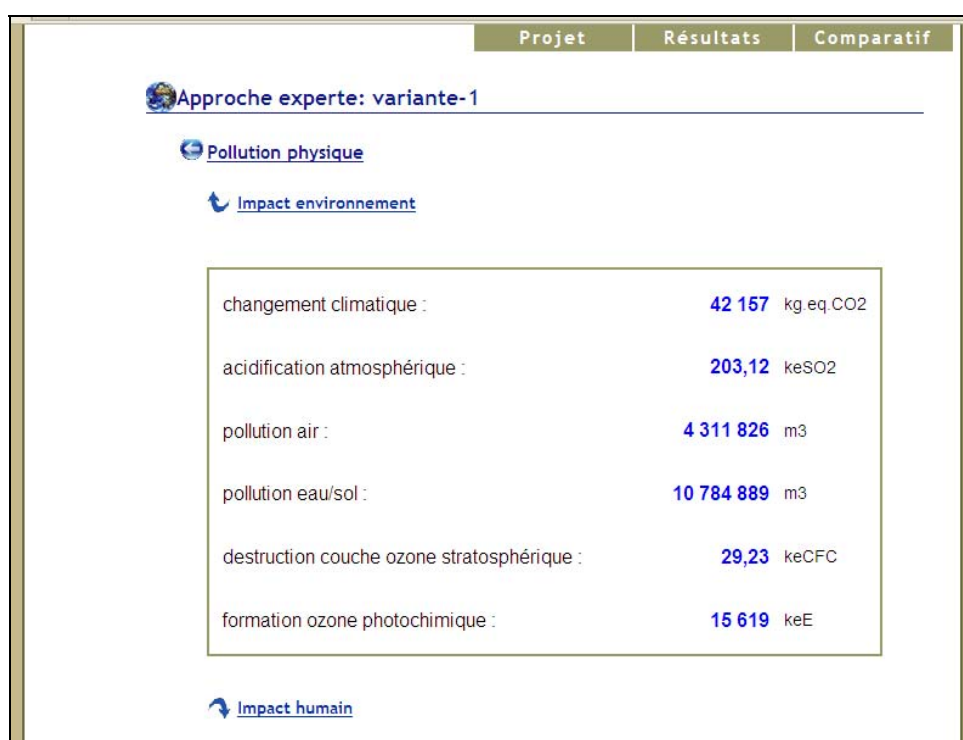 Projet Résultats Comparatif
Approche experte: variante-1
Pollution physique
Impact environnement
changement climatique : 42 157 kg.eq.CO2
acidification atmosphérique : 203,12 keSO2
pollution air : 4 311 826 m3
pollution eau/sol : 10 784 889 m3
destruction couche ozone stratosphérique : 29,23 keCFC
formation ozone photochimique : 15 619 keE
Impact humain